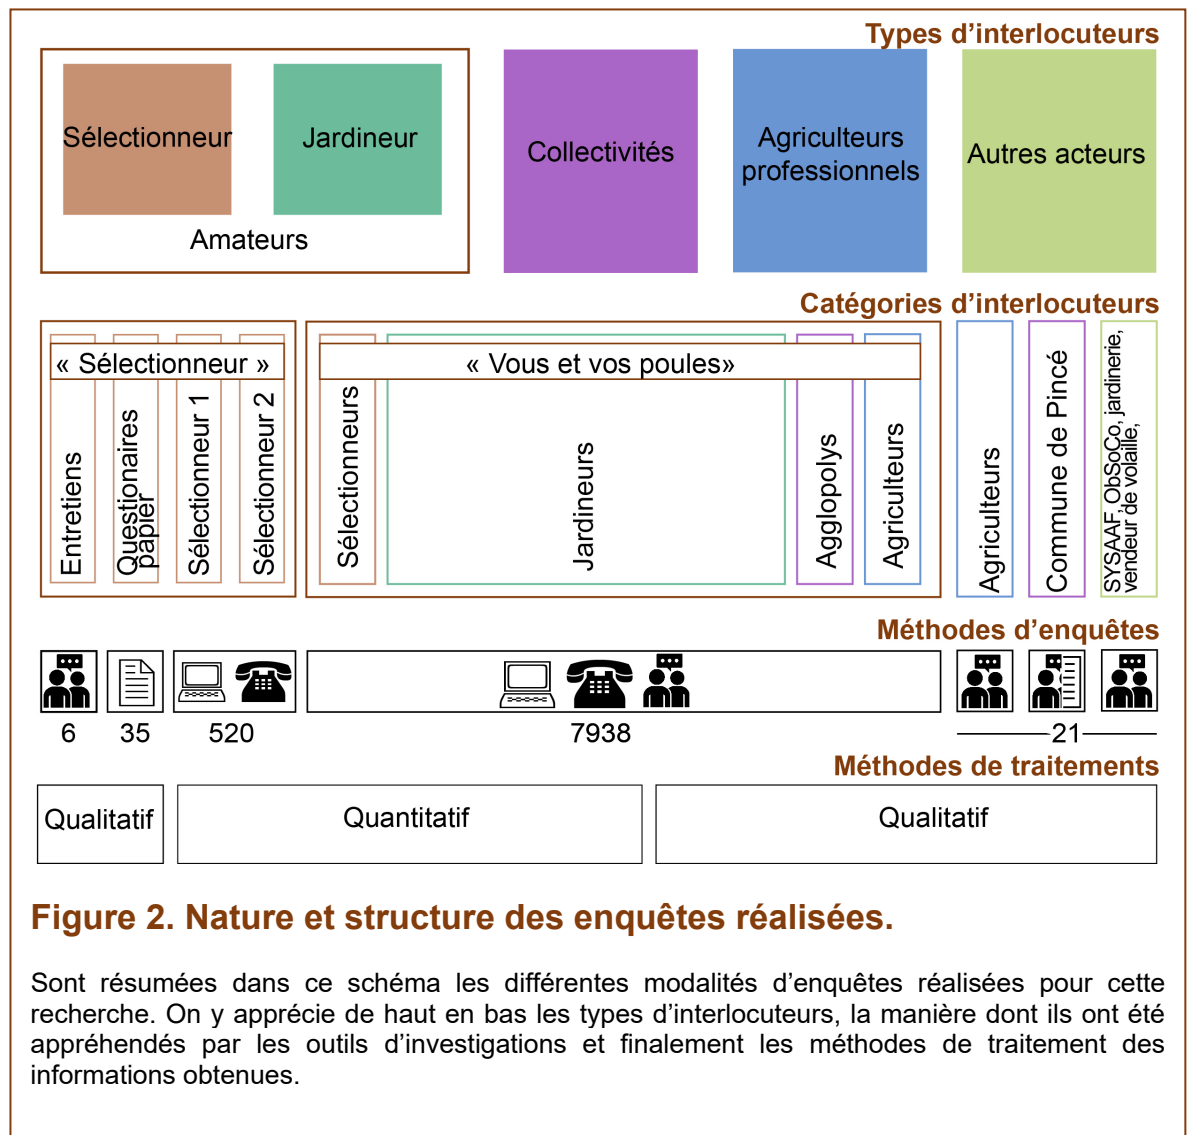 Types d’interlocuteurs
Sélectionneur
Jardineur
Amateurs
Collectivités
Agriculteurs
professionnels
Autres acteurs
Catégories d’interlocuteurs
« Sélectionneur »
Entretiens
Questionaires
papier
Sélectionneur 1
Sélectionneur 2
« Vous et vos poules»
Sélectionneurs
Jardineurs
Agglopolys
Agriculteurs
Agriculteurs
Commune de Pincé
SYSAAF, ObSoCo, jardinerie,
vendeur de volaille,
Méthodes d’enquêtes
6
35
520
7938
21
Méthodes de traitements
Qualitatif
Quantitatif
Qualitatif
Figure 2. Nature et structure des enquêtes réalisées.
Sont résumées dans ce schéma les différentes modalités d’enquêtes réalisées pour cette
recherche. On y apprécie de haut en bas les types d’interlocuteurs, la manière dont ils ont été
appréhendés par les outils d’investigations et finalement les méthodes de traitement des
informations obtenues.